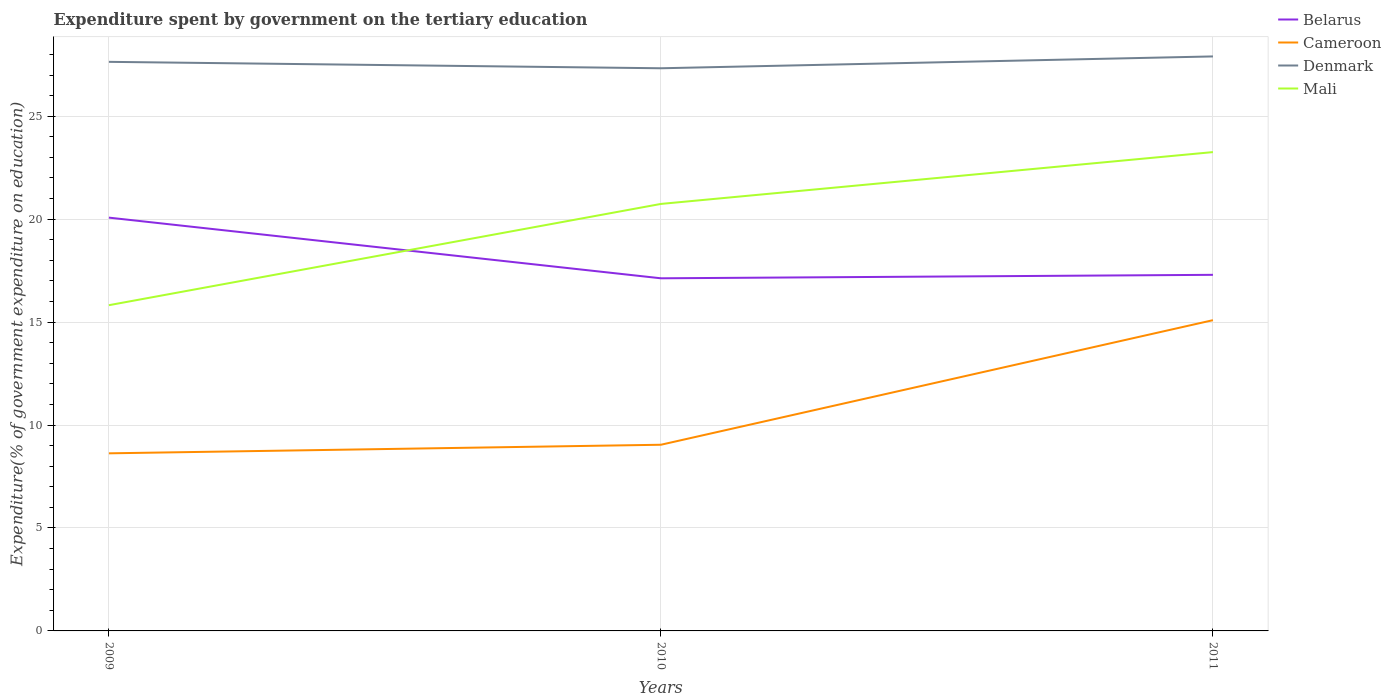 Expenditure spent by government on the tertiary education
Belarus
Cameroon
Denmark
Mali
Expenditure(% of government expenditure on education)
25
20
15
10
5
0
2009
2010
2011
Years